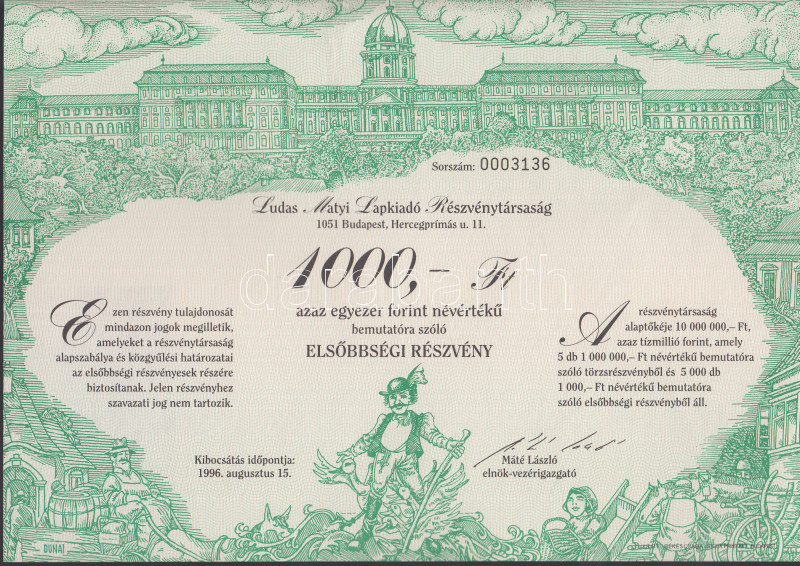 Sorszám: 0003136
Ludas Matyi Lapkiadó Részvénytársaság
1051 Budapest, Hercegprímás u. 11.
1000,– Ft
azaz egyezer forint névértékű
bemutatóra szóló
ELSŐBBSÉGI RÉSZVÉNY
Ezen részvény tulajdonosát
mindazon jogok megilletik,
amelyeket a részvénytársaság
alapszabálya és közgyűlési határozatai
az elsőbbségi részvényesek részére
biztosítanak. Jelen részvényhez
szavazati jog nem tartozik.
A részvénytársaság
alaptőkéje 10 000 000,– Ft,
azaz tízmillió forint, amely
5 db 1 000 000,– Ft névértékű bemutatóra
szóló törzsrészvényből és 5 000 db
1 000,– Ft névértékű bemutatóra
szóló elsőbbségi részvényből áll.
Kibocsátás időpontja:
1996. augusztus 15.
Máté László
elnök-vezérigazgató
DUNAI
darabanth